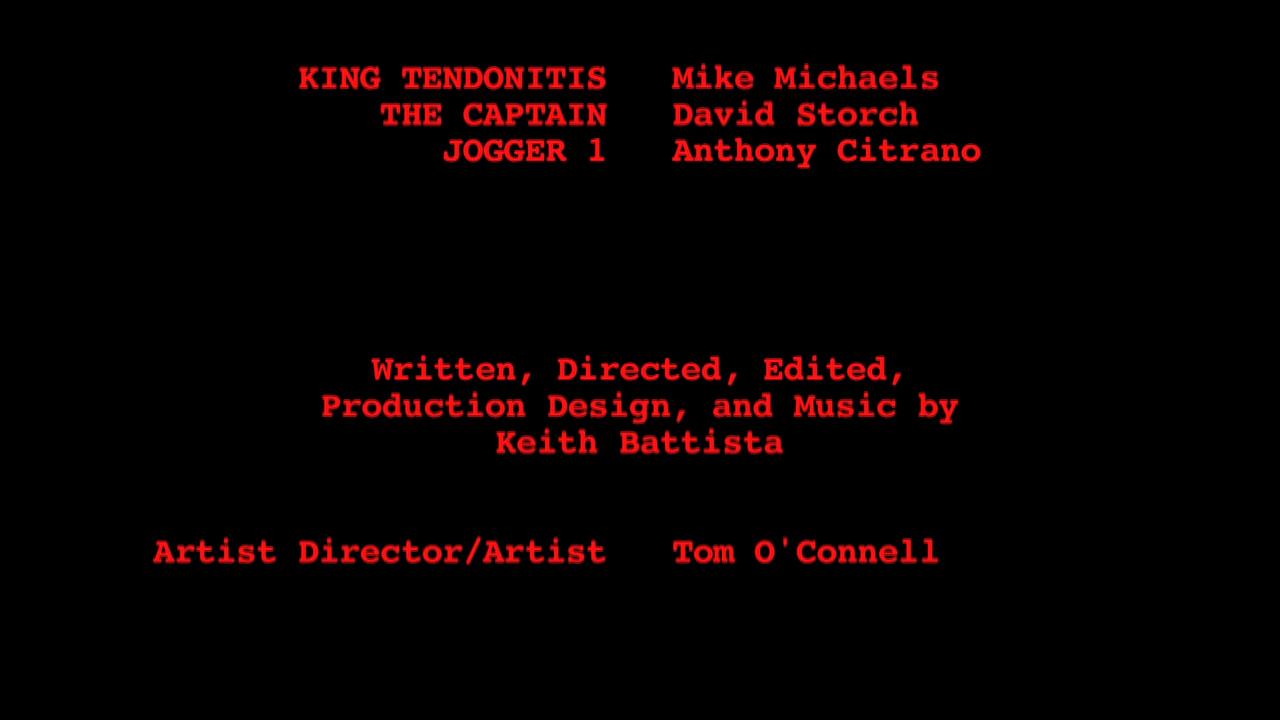 KING TENDONITIS Mike Michaels
THE CAPTAIN David Storch
JOGGER 1 Anthony Citrano
Written, Directed, Edited,
Production Design, and Music by
Keith Battista
Artist Director/Artist Tom O'Connell